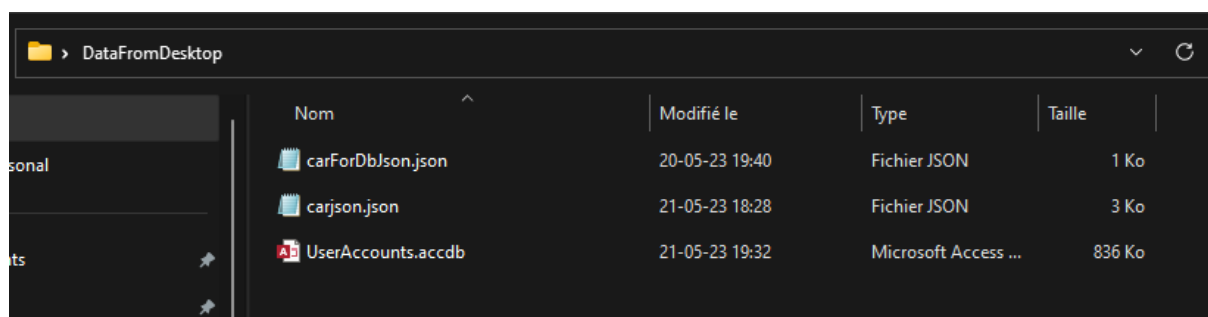 DataFromDesktop
Nom Modifié le Type Taille
carForDbJson.json 20-05-23 19:40 Fichier JSON 1 Ko
sonal
carjson.json 21-05-23 18:28 Fichier JSON 3 Ko
UserAccounts.accdb 21-05-23 19:32 Microsoft Access ... 836 Ko
ts